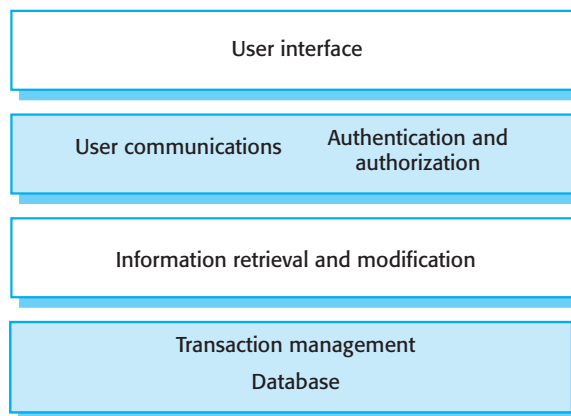 User interface
User communications
Authentication and
authorization
Information retrieval and modification
Transaction management
Database